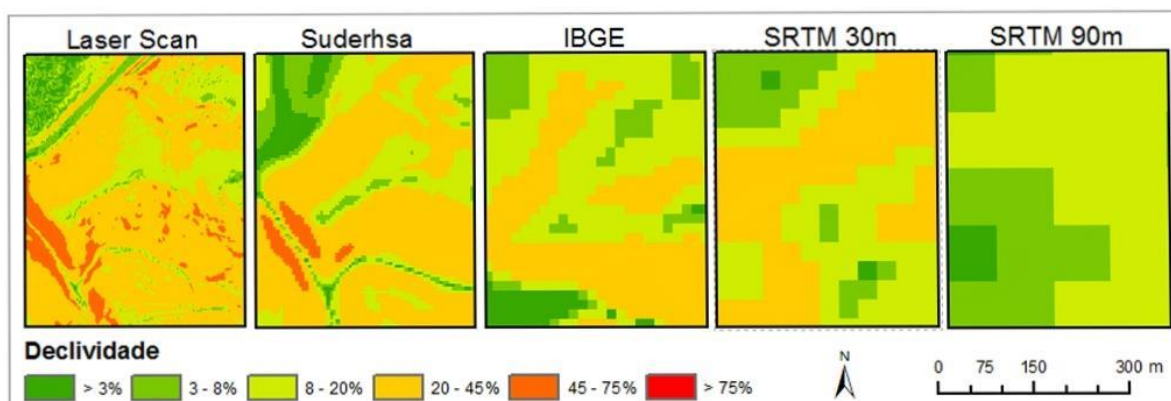 Laser Scan Suderhsa IBGE SRTM 30m SRTM 90m
Declividade
> 3% 3 - 8% 8 - 20% 20 - 45% 45 - 75% > 75%
N
0 75 150 300 m